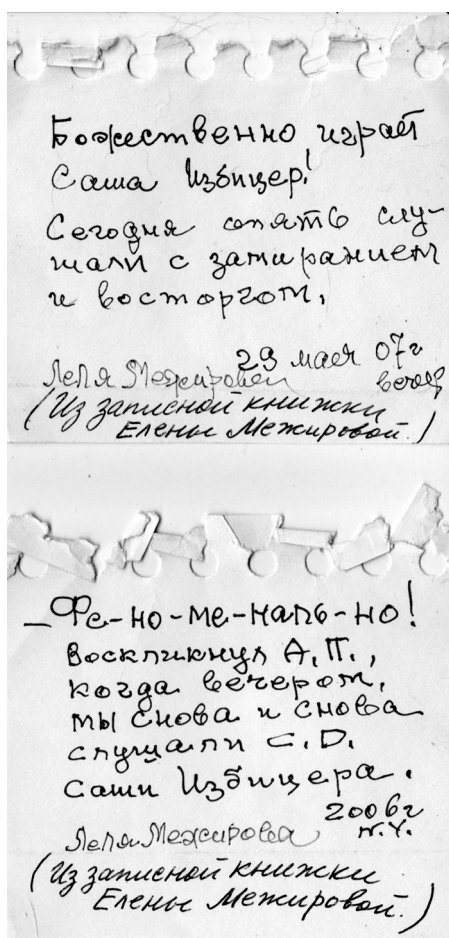 Божественно играет
Саша Избицер!
Сегодня опять слу-
шали с замиранием
и восторгом.
29 мая 07г
Леля Межирова вечер
(Из записной книжки
Елены Межировой.)
– Фе-но-ме-наль-но!
воскликнул А.П.,
когда вечером,
мы снова и снова
слушали C.D.
Саши Избицера.
2006г
Леля Межирова N.Y.
(Из записной книжки
Елены Межировой.)